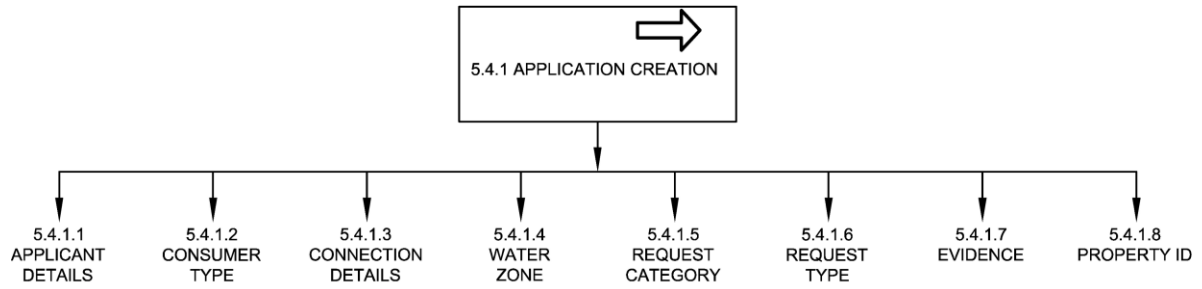 5.4.1 APPLICATION CREATION
5.4.1.1
APPLICANT
DETAILS
5.4.1.2
CONSUMER
TYPE
5.4.1.3
CONNECTION
DETAILS
5.4.1.4
WATER
ZONE
5.4.1.5
REQUEST
CATEGORY
5.4.1.6
REQUEST
TYPE
5.4.1.7
EVIDENCE
5.4.1.8
PROPERTY ID